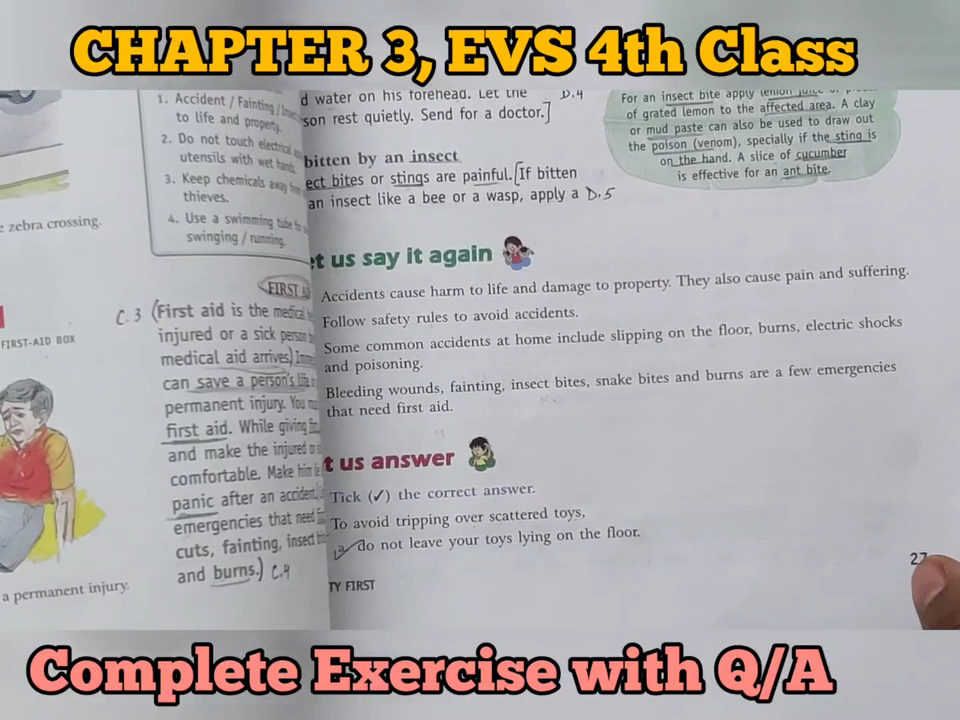 CHAPTER 3, EVS 4th Class
1. Accident / Fainting /
to life and property.
2. Do not touch electrical
utensils with wet hands.
3. Keep chemicals away from
thieves.
4. Use a swimming tube for
swinging / running.
zebra crossing.
FIRST-AID BOX
FIRST
C.3 (First aid is the medical
injured or a sick person
medical aid arrives)
can save a person's life
permanent injury. You
first aid. While giving
and make the injured
comfortable. Make him
panic after an accident.
emergencies that need
cuts, fainting, insect
and burns.) C.4
a permanent injury.
d water on his forehead. Let the D.4
son rest quietly. Send for a doctor.]
bitten by an insect
ect bites or stings are painful. [If bitten
an insect like a bee or a wasp, apply a D.5
For an insect bite apply lemon juice
of grated lemon to the affected area. A clay
or mud paste can also be used to draw out
the poison (venom), specially if the sting is
on the hand. A slice of cucumber
is effective for an ant bite.
t us say it again
Accidents cause harm to life and damage to property. They also cause pain and suffering.
Follow safety rules to avoid accidents.
Some common accidents at home include slipping on the floor, burns, electric shocks
and poisoning.
Bleeding wounds, fainting, insect bites, snake bites and burns are a few emergencies
that need first aid.
t us answer
Tick (✓) the correct answer.
To avoid tripping over scattered toys,
a. do not leave your toys lying on the floor.
27
TY FIRST
Complete Exercise with Q/A